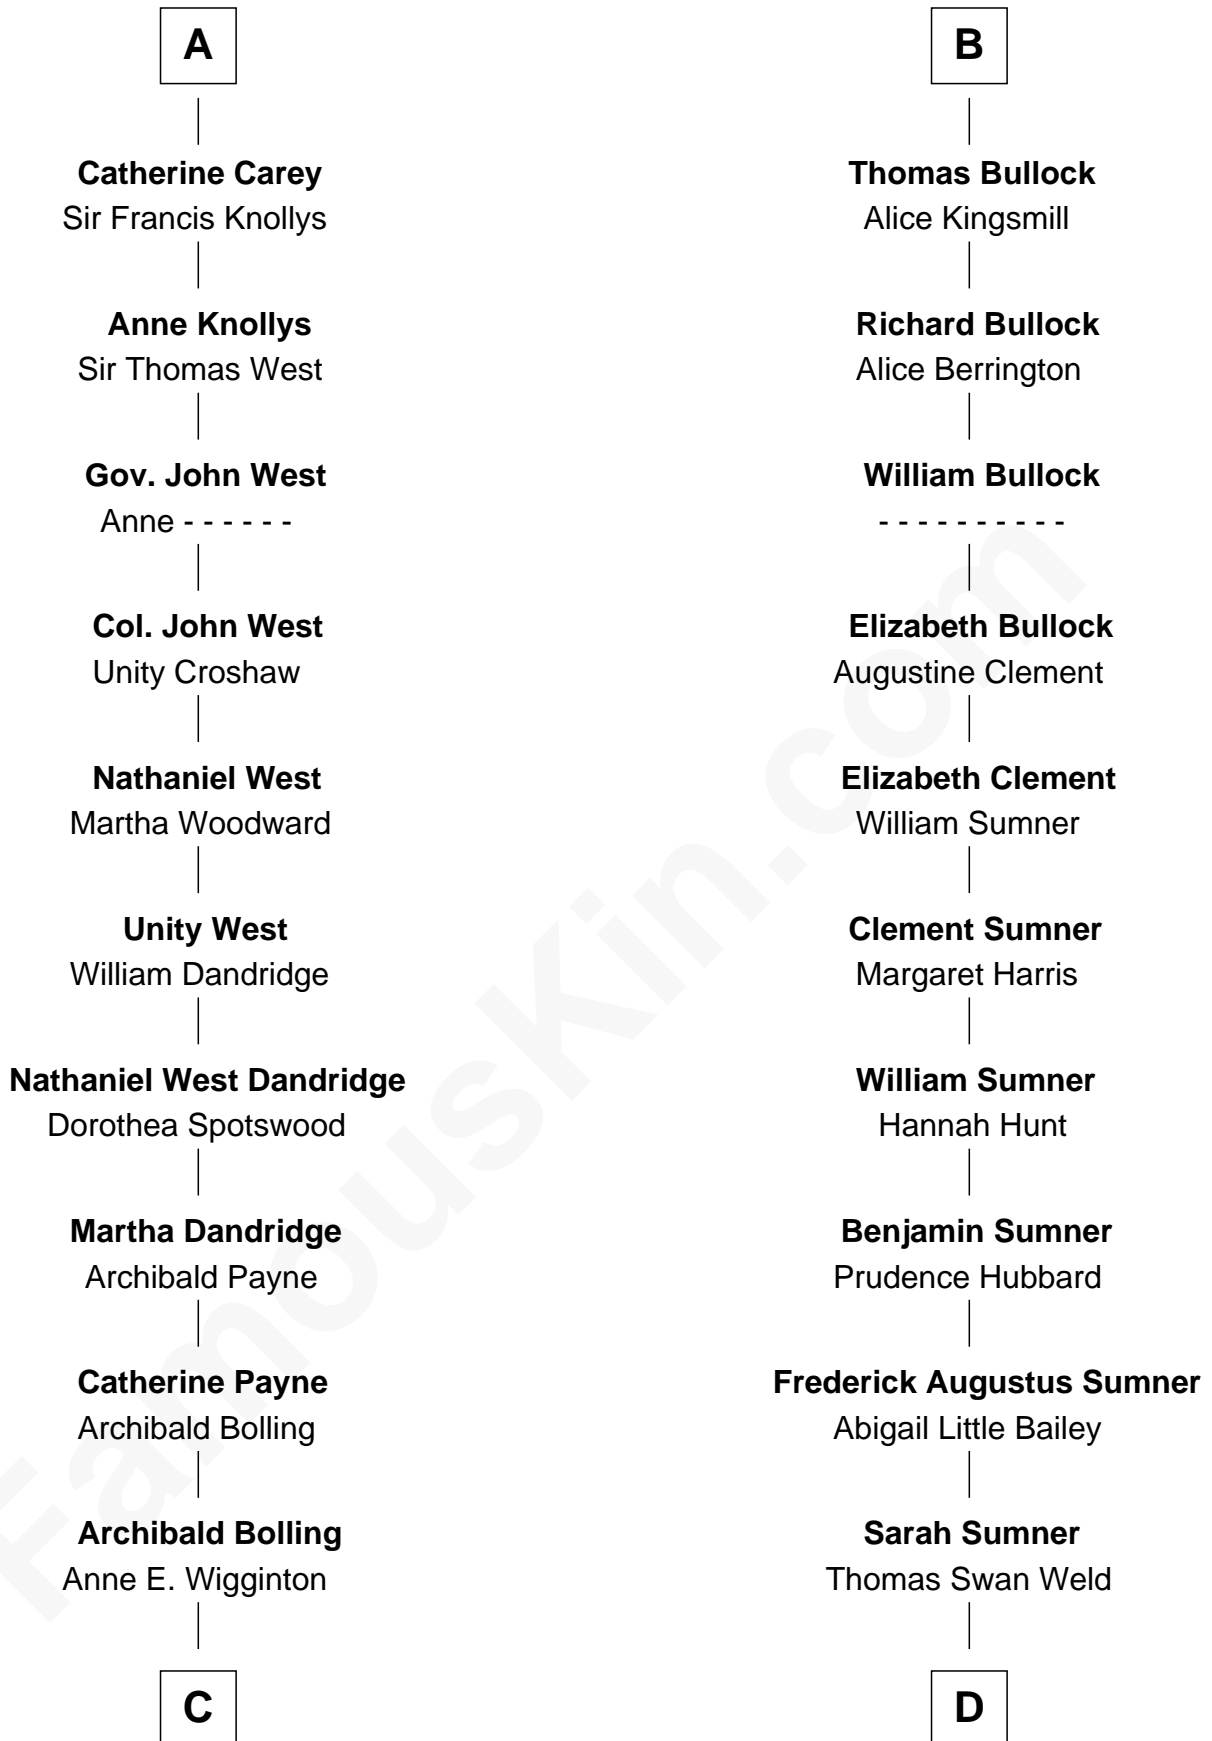 A
Catherine Carey
Sir Francis Knollys
Anne Knollys
Sir Thomas West
Gov. John West
Anne - - - - - -
Col. John West
Unity Croshaw
Nathaniel West
Martha Woodward
Unity West
William Dandridge
Nathaniel West Dandridge
Dorothea Spotswood
Martha Dandridge
Archibald Payne
Catherine Payne
Archibald Bolling
Archibald Bolling
Anne E. Wigginton
C
B
Thomas Bullock
Alice Kingsmill
Richard Bullock
Alice Berrington
William Bullock
- - - - - - - - - -
Elizabeth Bullock
Augustine Clement
Elizabeth Clement
William Sumner
Clement Sumner
Margaret Harris
William Sumner
Hannah Hunt
Benjamin Sumner
Prudence Hubbard
Frederick Augustus Sumner
Abigail Little Bailey
Sarah Sumner
Thomas Swan Weld
D
FamousKin.com